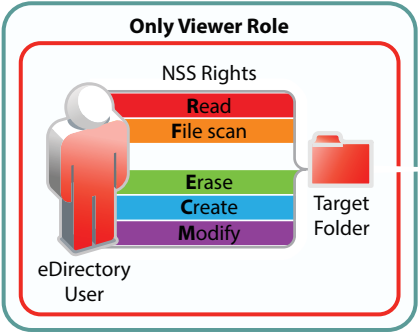 Only Viewer Role
NSS Rights
Read
File scan
Erase
Create
Modify
eDirectory
User
Target
Folder